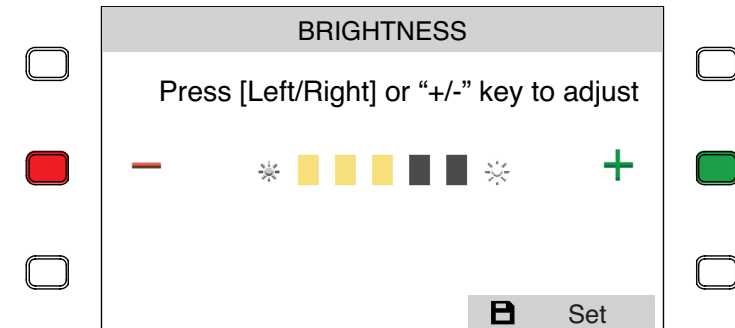 BRIGHTNESS
Press [Left/Right] or “+/-” key to adjust
− +
Set